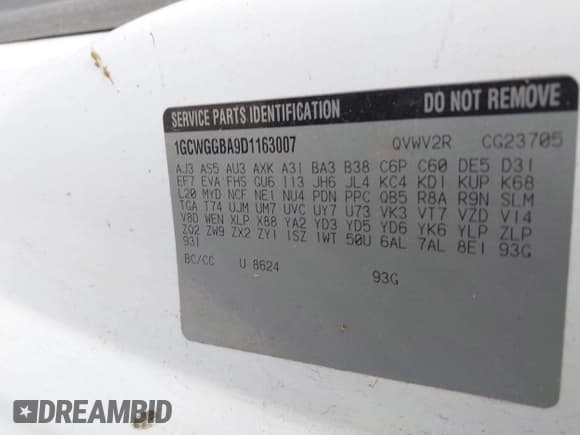 SERVICE PARTS IDENTIFICATION DO NOT REMOVE
1GCWGGBA9D1163007 QVWV2R CG23705
AJ3 AS5 AU3 AXK A31 BA3 B38 C6P C60 DE5 D31
EF7 EVA FHS GU6 I13 JH6 JL4 KC4 KD1 KUP K68
L20 MYD NCF NE1 NU4 PDN PPC QB5 R8A R9N SLM
TGA T74 UJM UM7 UVC UY7 U73 VK3 VT7 VZD V14
V8D WEN XLP X88 YA2 YD3 YD5 YD6 YK6 YLP ZLP
ZQ2 ZW9 ZX2 ZY1 1SZ 1WT 50U 6AL 7AL 8E1 93G
931
BC/CC U 8624 93G
DREAMBID